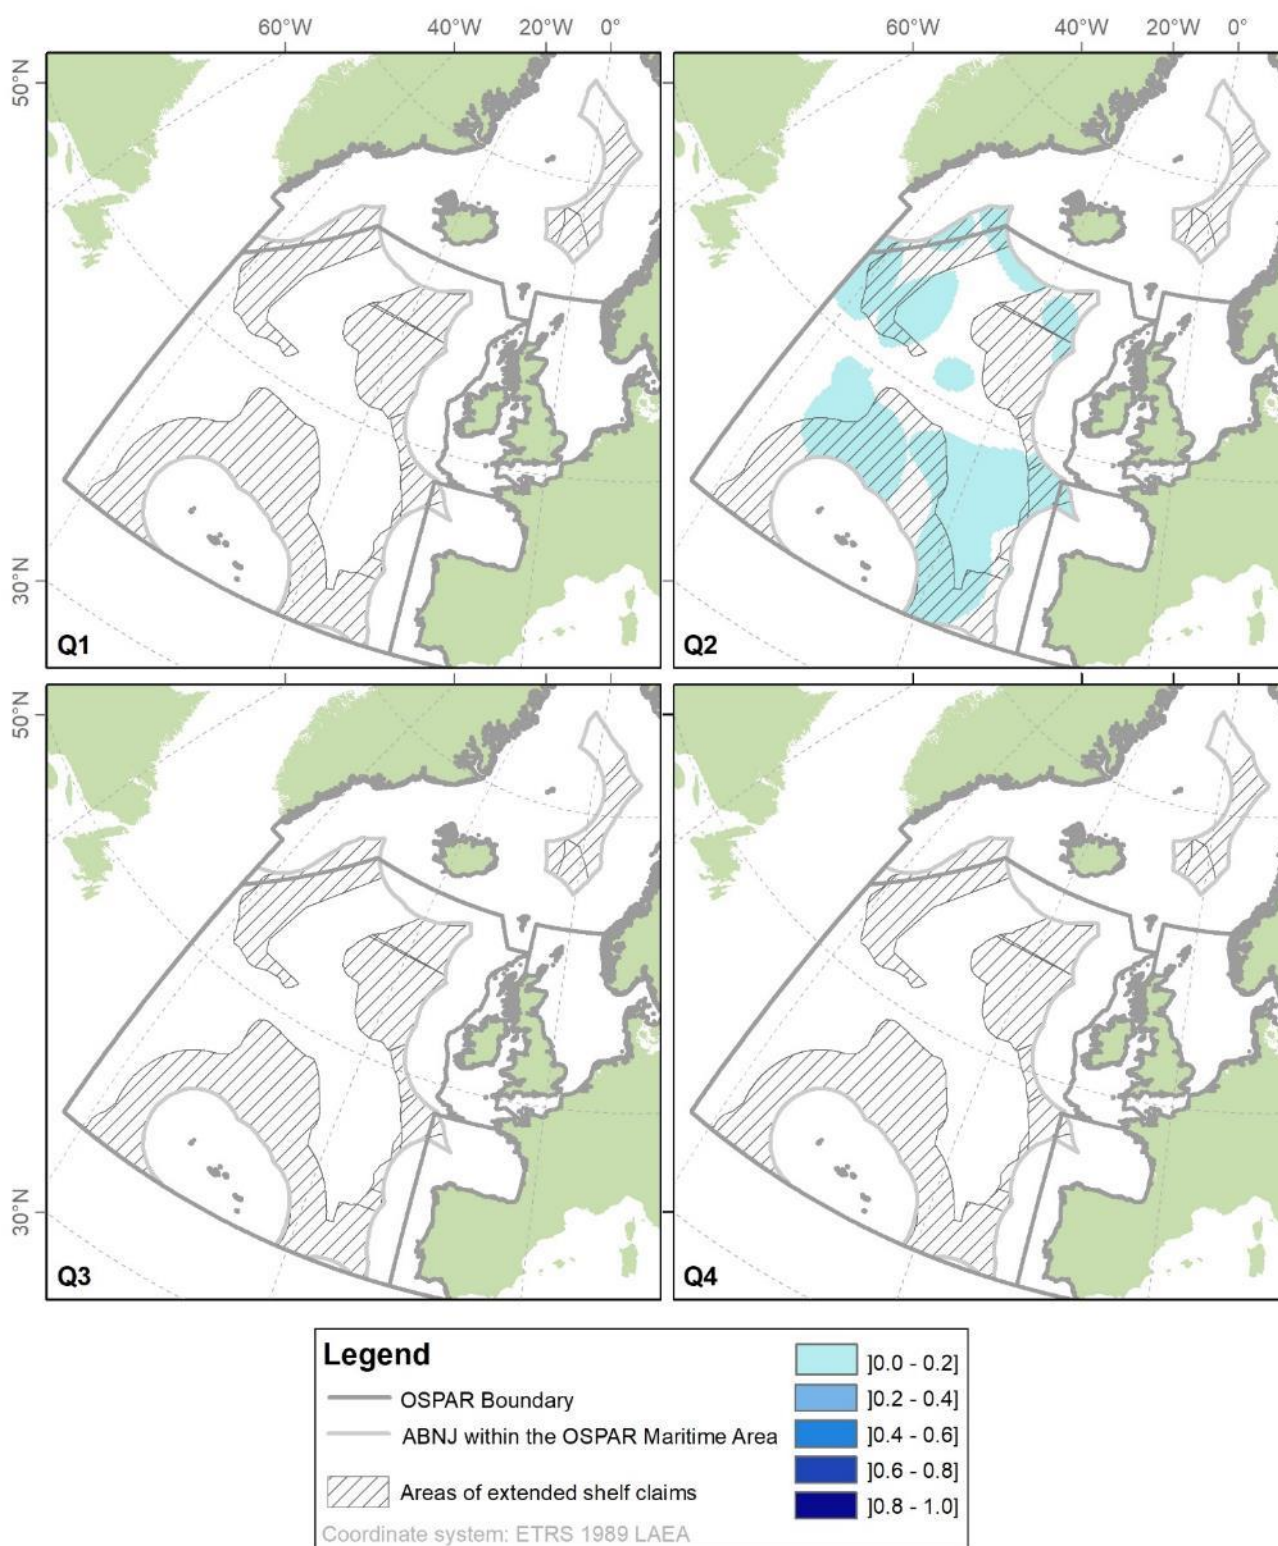 60°W 40°W 20°W 0° 60°W 40°W 20°W 0°
50°N
30°N
Q1 Q2
50°N
30°N
Q3 Q4
Legend
OSPAR Boundary
ABNJ within the OSPAR Maritime Area
Areas of extended shelf claims
Coordinate system: ETRS 1989 LAEA
]0.0 - 0.2]
]0.2 - 0.4]
]0.4 - 0.6]
]0.6 - 0.8]
]0.8 - 1.0]